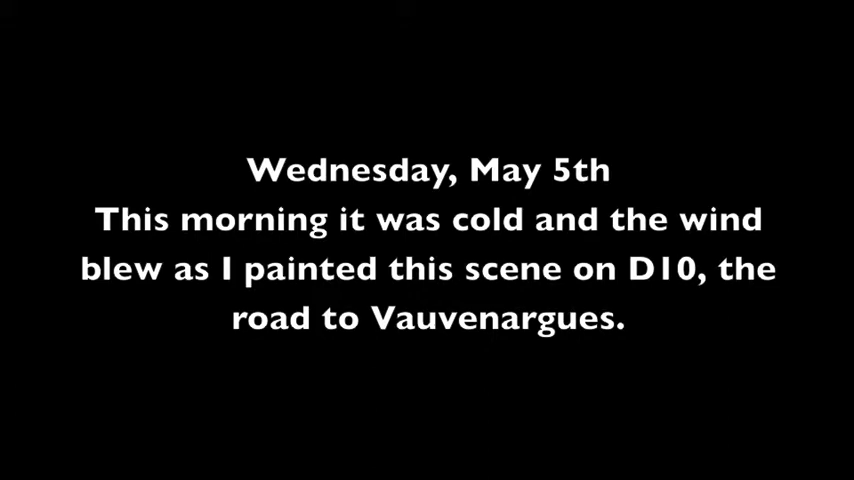 Wednesday, May 5th
This morning it was cold and the wind
blew as I painted this scene on D10, the
road to Vauvenargues.